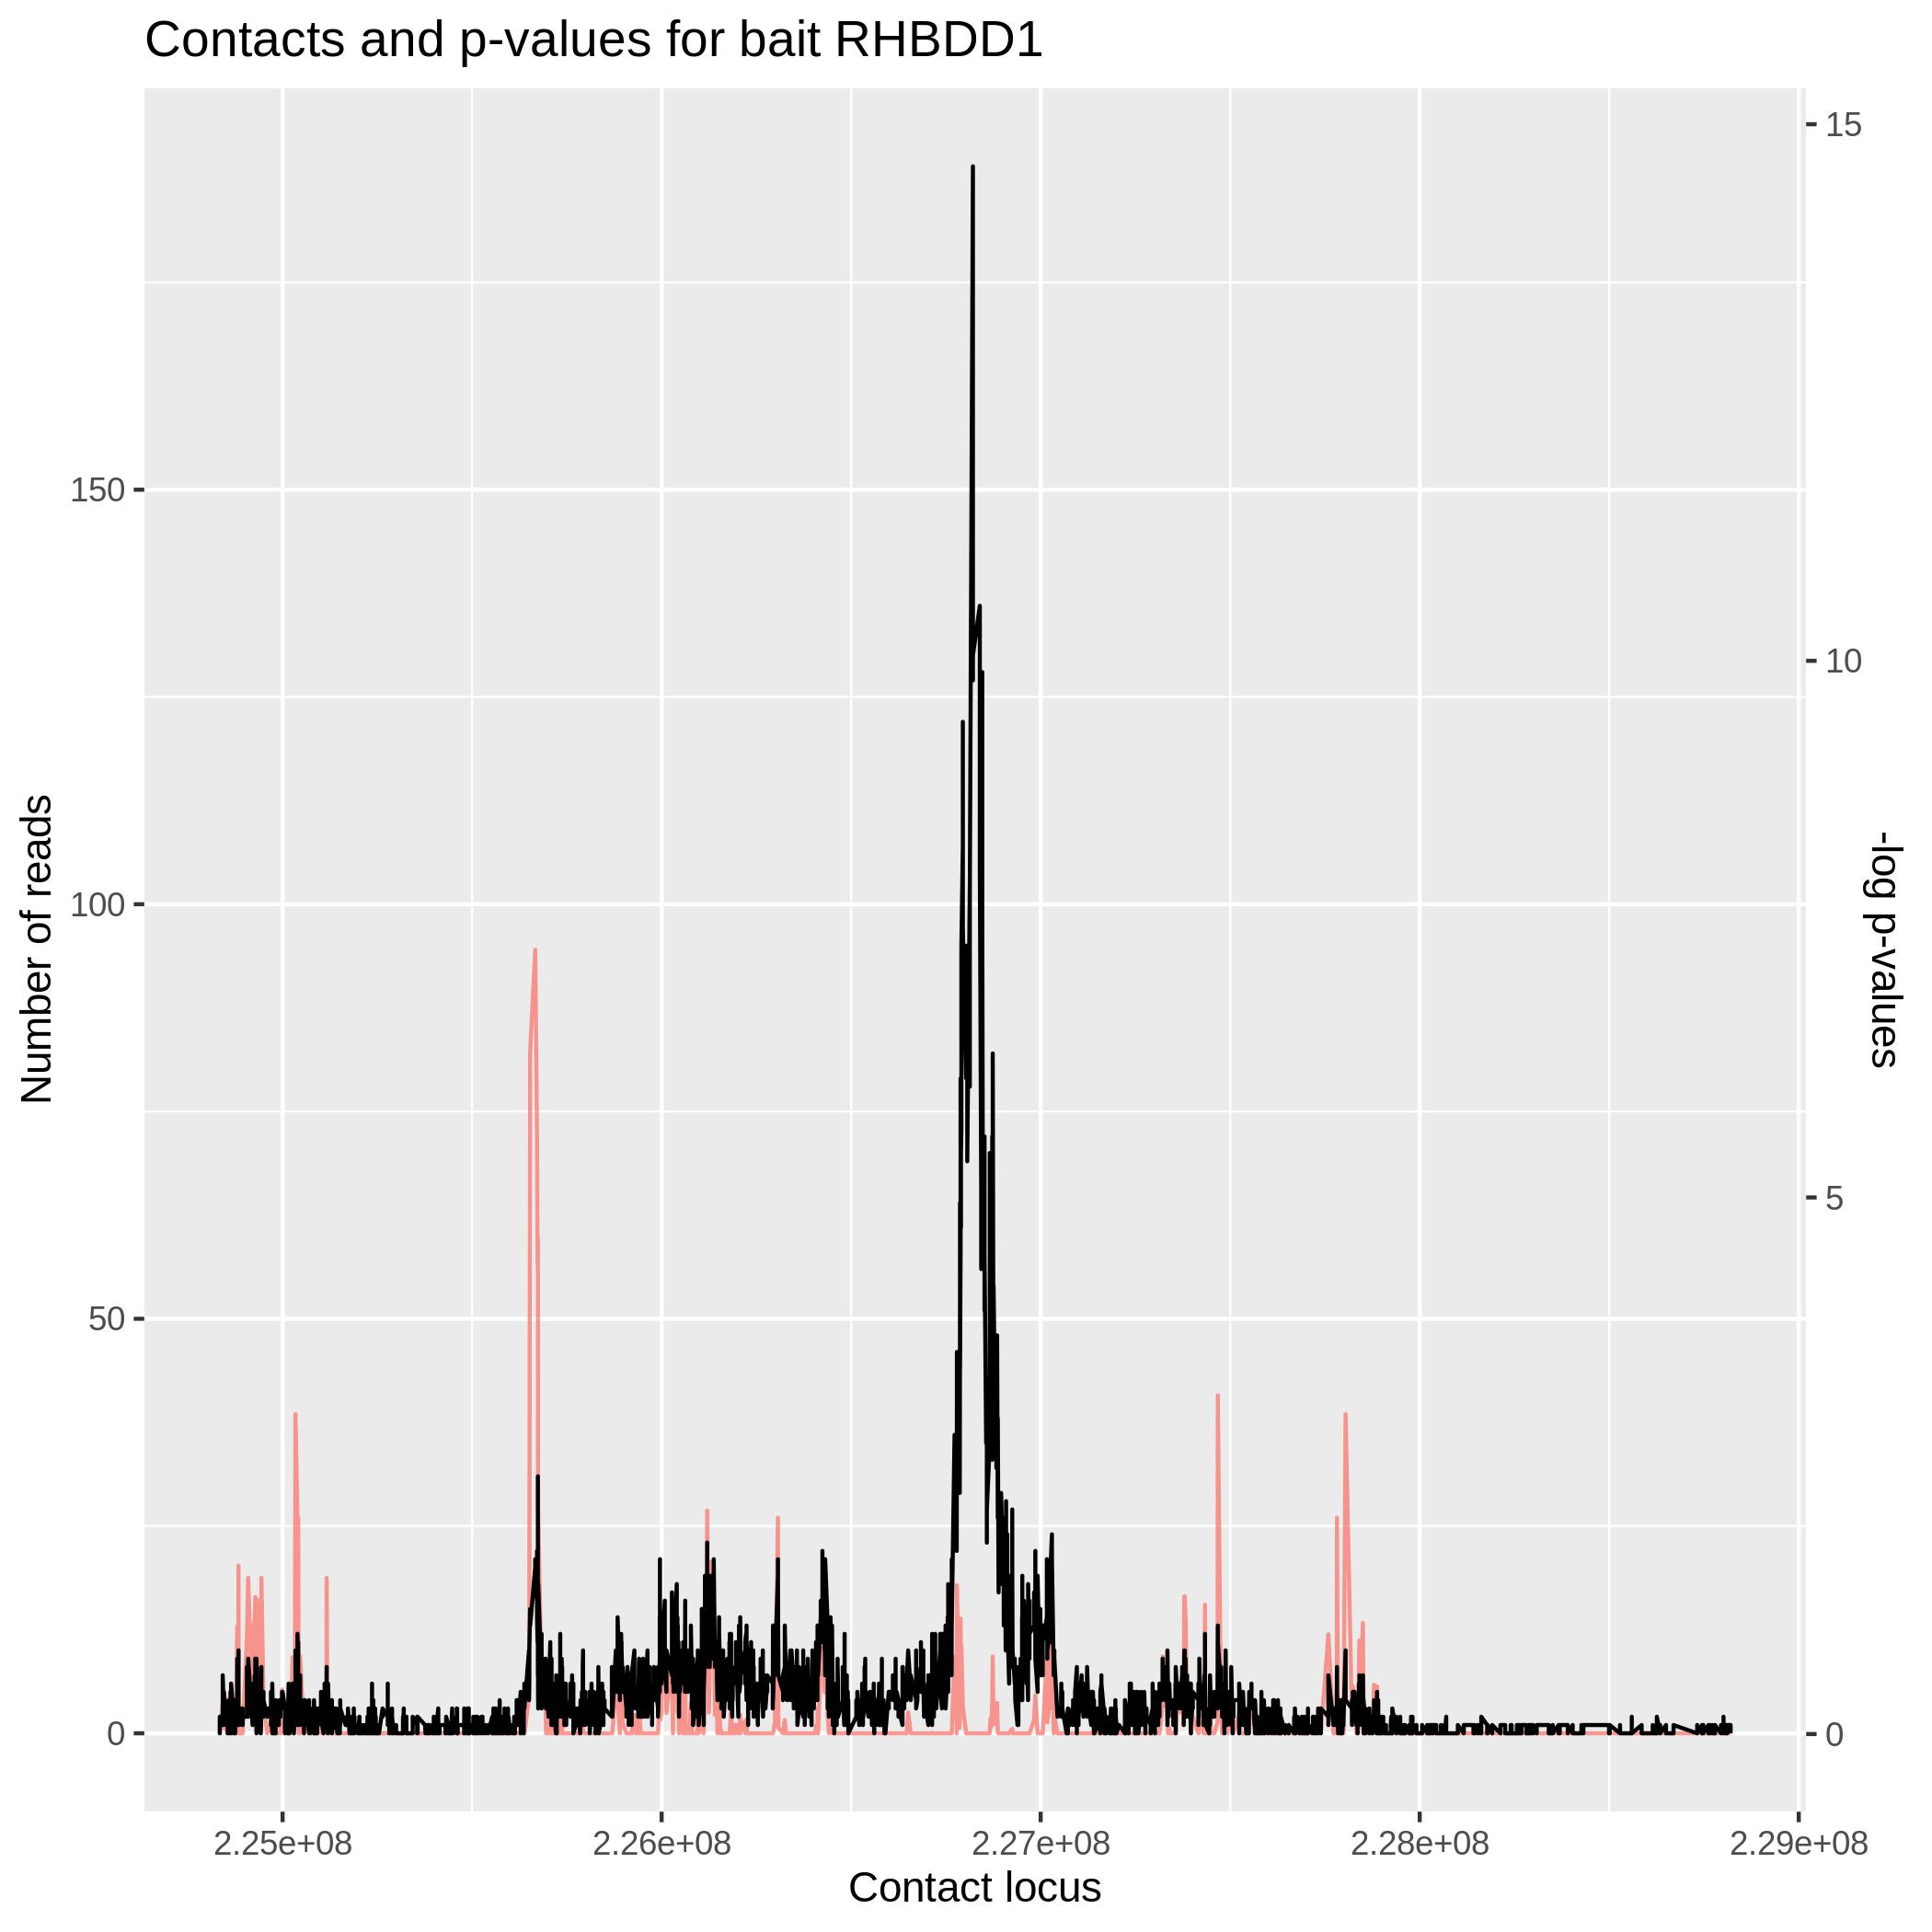 Contacts and p-values for bait RHBDD1
15
150
10
100
Number of reads
-log p-values
5
50
0
0
2.25e+08
2.26e+08
2.27e+08
2.28e+08
2.29e+08
Contact locus